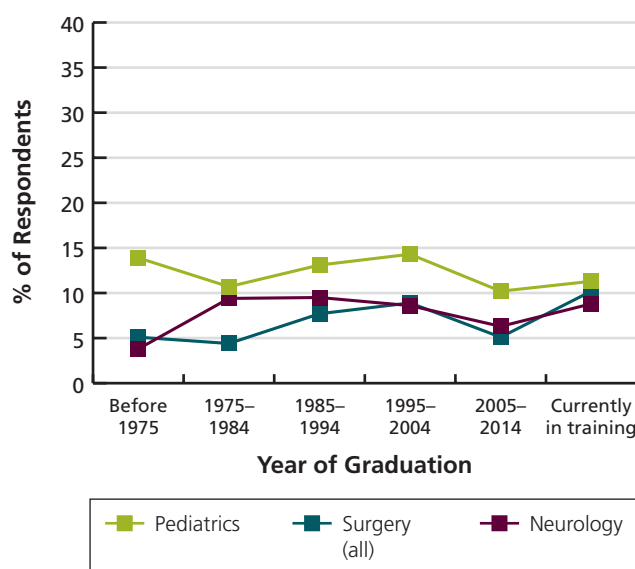 % of Respondents
40
35
30
25
20
15
10
5
0
Before
1975
1975–
1984
1985–
1994
1995–
2004
2005–
2014
Currently
in training
Year of Graduation
Pediatrics
Surgery
(all)
Neurology